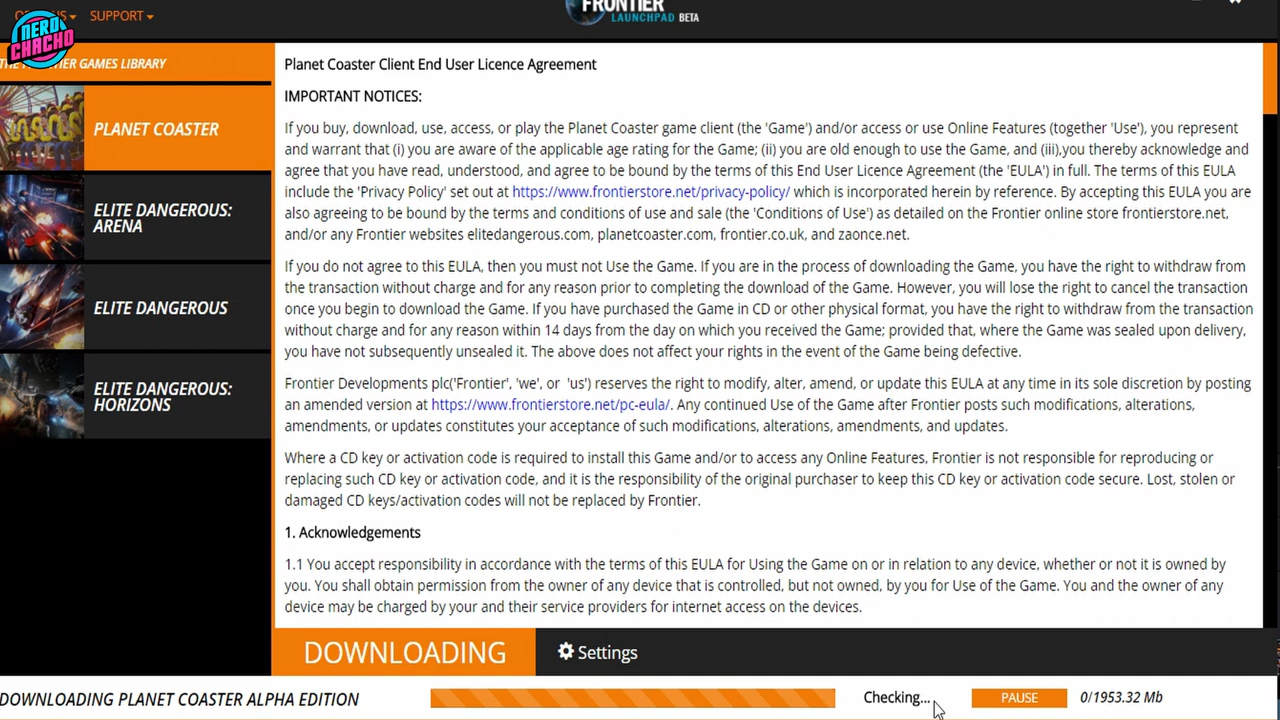 FRONTIER
LAUNCHPAD BETA
SUPPORT
NERD
CHACHO
FRONTIER GAMES LIBRARY
PLANET COASTER
ELITE DANGEROUS:
ARENA
ELITE DANGEROUS
ELITE DANGEROUS:
HORIZONS
Planet Coaster Client End User Licence Agreement
IMPORTANT NOTICES:
If you buy, download, use, access, or play the Planet Coaster game client (the 'Game') and/or access or use Online Features (together 'Use'), you represent
and warrant that (i) you are aware of the applicable age rating for the Game; (ii) you are old enough to use the Game, and (iii),you thereby acknowledge and
agree that you have read, understood, and agree to be bound by the terms of this End User Licence Agreement (the 'EULA') in full. The terms of this EULA
include the 'Privacy Policy' set out at https://www.frontierstore.net/privacy-policy/ which is incorporated herein by reference. By accepting this EULA you are
also agreeing to be bound by the terms and conditions of use and sale (the 'Conditions of Use') as detailed on the Frontier online store frontierstore.net,
and/or any Frontier websites elitedangerous.com, planetcoaster.com, frontier.co.uk, and zaonce.net.
If you do not agree to this EULA, then you must not Use the Game. If you are in the process of downloading the Game, you have the right to withdraw from
the transaction without charge and for any reason prior to completing the download of the Game. However, you will lose the right to cancel the transaction
once you begin to download the Game. If you have purchased the Game in CD or other physical format, you have the right to withdraw from the transaction
without charge and for any reason within 14 days from the day on which you received the Game; provided that, where the Game was sealed upon delivery,
you have not subsequently unsealed it. The above does not affect your rights in the event of the Game being defective.
Frontier Developments plc('Frontier', 'we', or 'us') reserves the right to modify, alter, amend, or update this EULA at any time in its sole discretion by posting
an amended version at https://www.frontierstore.net/pc-eula/. Any continued Use of the Game after Frontier posts such modifications, alterations,
amendments, or updates constitutes your acceptance of such modifications, alterations, amendments, and updates.
Where a CD key or activation code is required to install this Game and/or to access any Online Features, Frontier is not responsible for reproducing or
replacing such CD key or activation code, and it is the responsibility of the original purchaser to keep this CD key or activation code secure. Lost, stolen or
damaged CD keys/activation codes will not be replaced by Frontier.
1. Acknowledgements
1.1 You accept responsibility in accordance with the terms of this EULA for Using the Game on or in relation to any device, whether or not it is owned by
you. You shall obtain permission from the owner of any device that is controlled, but not owned, by you for Use of the Game. You and the owner of any
device may be charged by your and their service providers for internet access on the devices.
DOWNLOADING
Settings
DOWNLOADING PLANET COASTER ALPHA EDITION
Checking...
PAUSE
0/1953.32 Mb